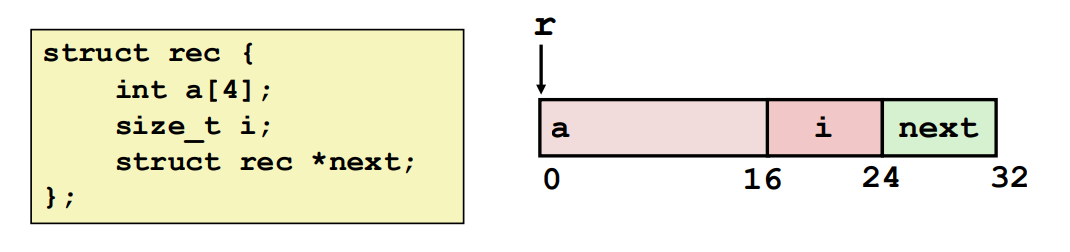 struct rec {
    int a[4];
    size_t i;
    struct rec *next;
};
r
a i next
0 16 24 32